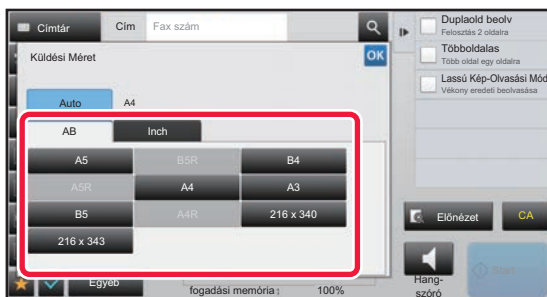 Címtár
Cím
Fax szám
Küldési Méret
OK
Auto
A4
AB
Inch
A5
B5R
B4
A5R
A4
A3
B5
A4R
216 x 340
216 x 343
Egyéb
fogadási memória:
100%
Duplaold beolv
Felosztás 2 oldalra
Többoldalas
Több oldal egy oldalra
Lassú Kép-Olvasási Mód
Vékony eredeti beolvasása
Előnézet
CA
Hang-
szóró
Start